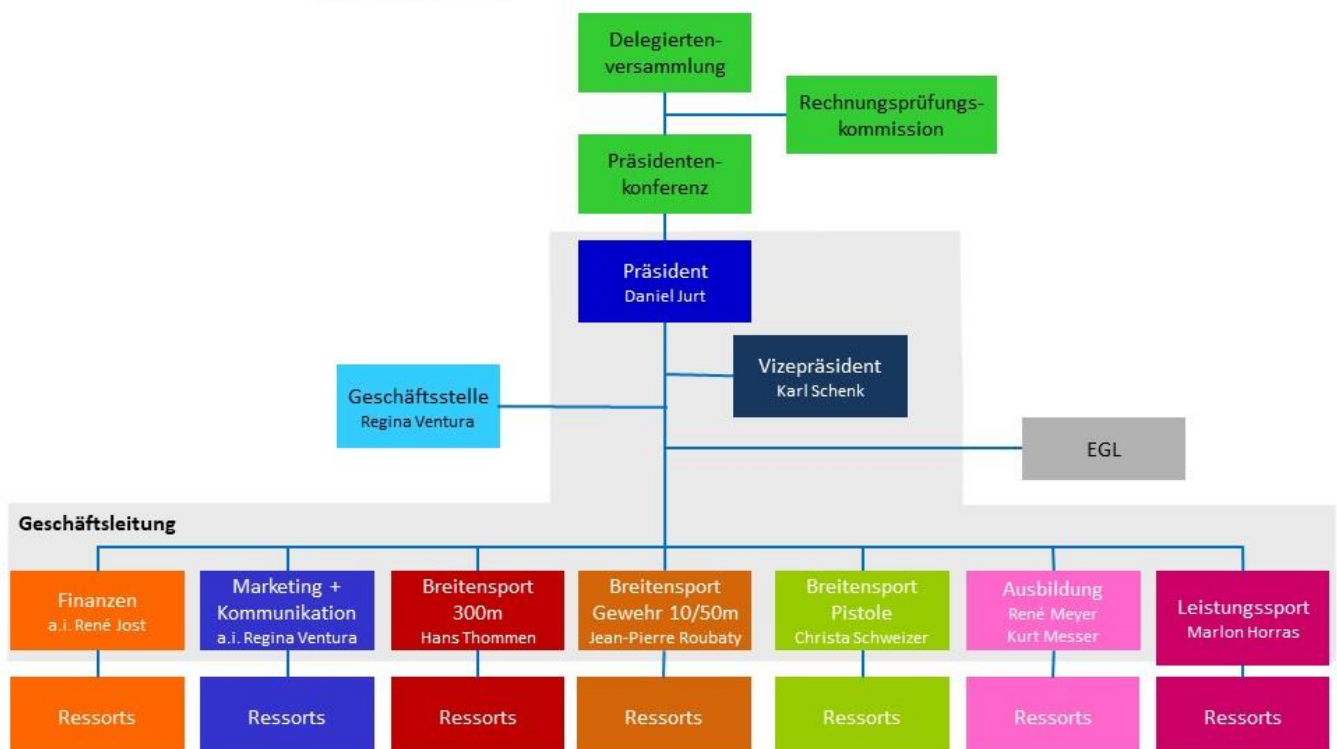 Delegierten-
versammlung
Rechnungsprüfungs-
kommission
Präsidenten-
konferenz
Präsident
Daniel Jurt
Vizepräsident
Karl Schenk
Geschäftsstelle
Regina Ventura
EGL
Geschäftsleitung
Finanzen
a.i. René Jost
Marketing +
Kommunikation
a.i. Regina Ventura
Breitensport
300m
Hans Thommen
Breitensport
Gewehr 10/50m
Jean-Pierre Roubaty
Breitensport
Pistole
Christa Schweizer
Ausbildung
René Meyer
Kurt Messer
Leistungssport
Marlon Horras
Ressorts
Ressorts
Ressorts
Ressorts
Ressorts
Ressorts
Ressorts